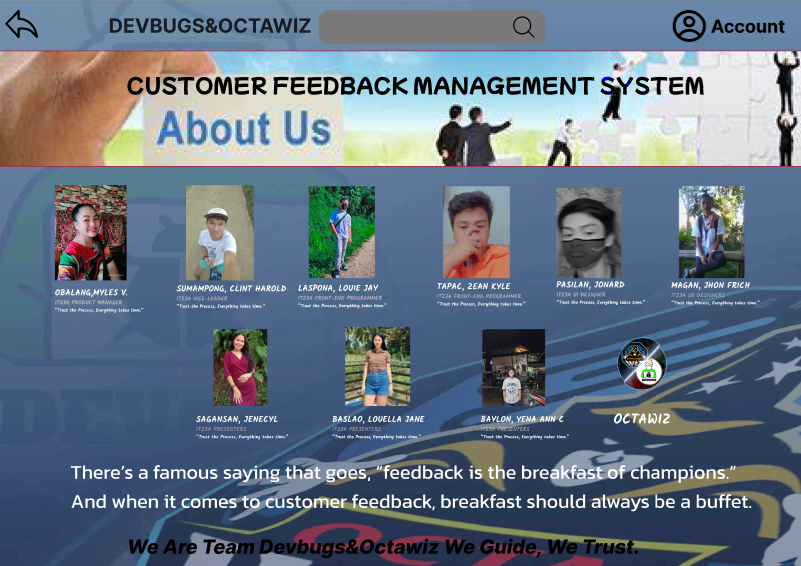 DEVBUGS&OCTAWIZ
Account
CUSTOMER FEEDBACK MANAGEMENT SYSTEM
About Us
OBALANG,MYLES V.
IT23A PRODUCT MANAGER
"Trust the Process, Everything takes time."
SUMAMPONG, CLINT HAROLD
IT23A VICE-LEADER
"Trust the Process, Everything takes time."
LASPONA, LOUIE JAY
IT23A FRONT-END PROGRAMMER
"Trust the Process, Everything takes time."
TAPAC, ZEAN KYLE
IT23A FRONT-END PROGRAMMER
"Trust the Process, Everything takes time."
PASILAN, JONARD
IT23A UI DESIGNER
"Trust the Process, Everything takes time."
MAGAN, JHON FRICH
IT23A UX DESIGNERS
"Trust the Process, Everything takes time."
SAGANSAN, JENECYL
IT23A PRESENTERS
"Trust the Process, Everything takes time."
BASLAO, LOUELLA JANE
IT23A PRESENTERS
"Trust the Process, Everything takes time."
BAYLON, YENA ANN C
IT23A PRESENTERS
"Trust the Process, Everything takes time."
OCTAWIZ
There's a famous saying that goes, "feedback is the breakfast of champions."
And when it comes to customer feedback, breakfast should always be a buffet.
We Are Team Devbugs&Octawiz We Guide, We Trust.